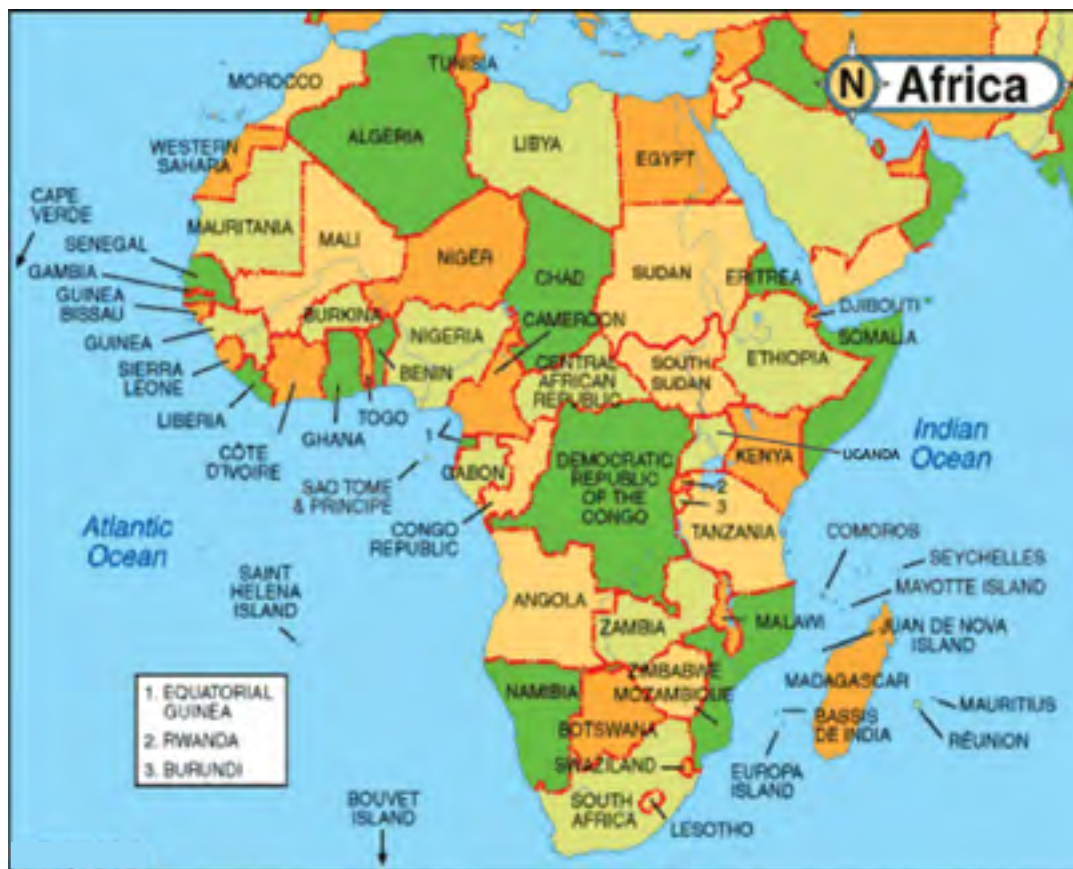 N Africa
MOROCCO
TUNISIA
ALGERIA
LIBYA
EGYPT
WESTERN
SAHARA
CAPE
VERDE
MAURITANIA
MALI
NIGER
CHAD
SUDAN
ERITREA
SENEGAL
GAMBIA
GUINEA
BISSAU
GUINEA
SIERRA
LEONE
LIBERIA
CÔTE
D'IVOIRE
BURKINA
GHANA
TOGO
BENIN
NIGERIA
CAMEROON
CENTRAL
AFRICAN
REPUBLIC
SOUTH
SUDAN
DJIBOUTI
SOMALIA
ETHIOPIA
UGANDA
KENYA
Indian
Ocean
1
GABON
SAO TOME
& PRINCIPE
CONGO
REPUBLIC
DEMOCRATIC
REPUBLIC
OF THE
CONGO
2
3
TANZANIA
Atlantic
Ocean
SAINT
HELENA
ISLAND
COMOROS
SEYCHELLES
MAYOTTE ISLAND
JUAN DE NOVA
ISLAND
ANGOLA
ZAMBIA
MALAWI
ZIMBABWE
MOZAMBIQUE
NAMIBIA
BOTSWANA
MADAGASCAR
BASSIS
DE INDIA
MAURITIUS
RÉUNION
EUROPA
ISLAND
SWAZILAND
SOUTH
AFRICA
LESOTHO
1. EQUATORIAL
GUINEA
2. RWANDA
3. BURUNDI
BOUVET
ISLAND